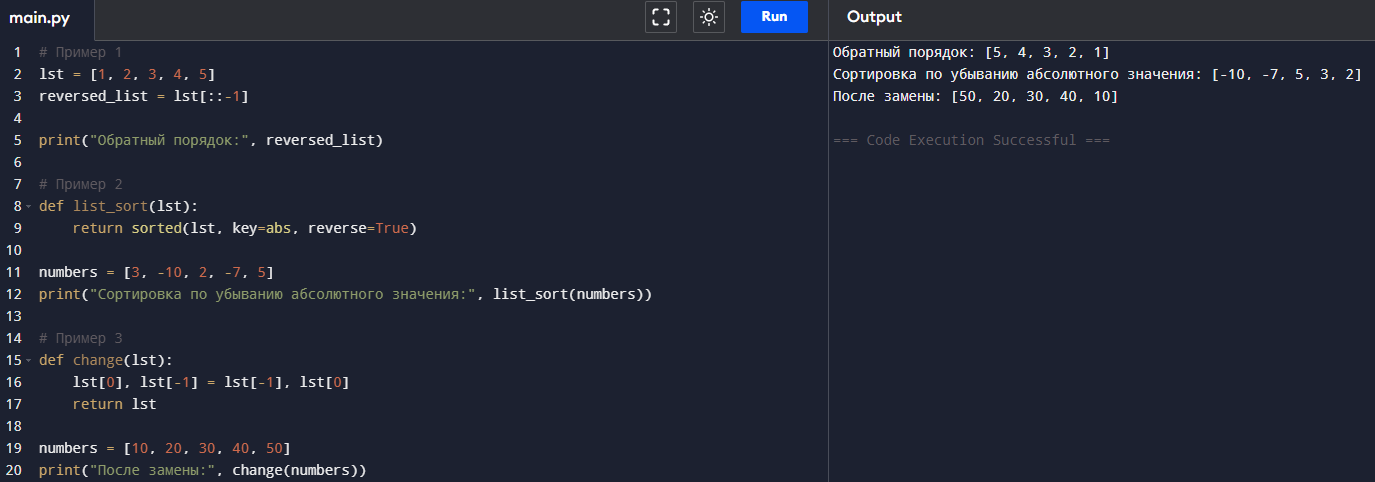 main.py
Run
Output
1 # Пример 1
2 lst = [1, 2, 3, 4, 5]
3 reversed_list = lst[::-1]
4
5 print("Обратный порядок:", reversed_list)
6
7 # Пример 2
8 def list_sort(lst):
9     return sorted(lst, key=abs, reverse=True)
10
11 numbers = [3, -10, 2, -7, 5]
12 print("Сортировка по убыванию абсолютного значения:", list_sort(numbers))
13
14 # Пример 3
15 def change(lst):
16     lst[0], lst[-1] = lst[-1], lst[0]
17     return lst
18
19 numbers = [10, 20, 30, 40, 50]
20 print("После замены:", change(numbers))
Обратный порядок: [5, 4, 3, 2, 1]
Сортировка по убыванию абсолютного значения: [-10, -7, 5, 3, 2]
После замены: [50, 20, 30, 40, 10]
=== Code Execution Successful ===